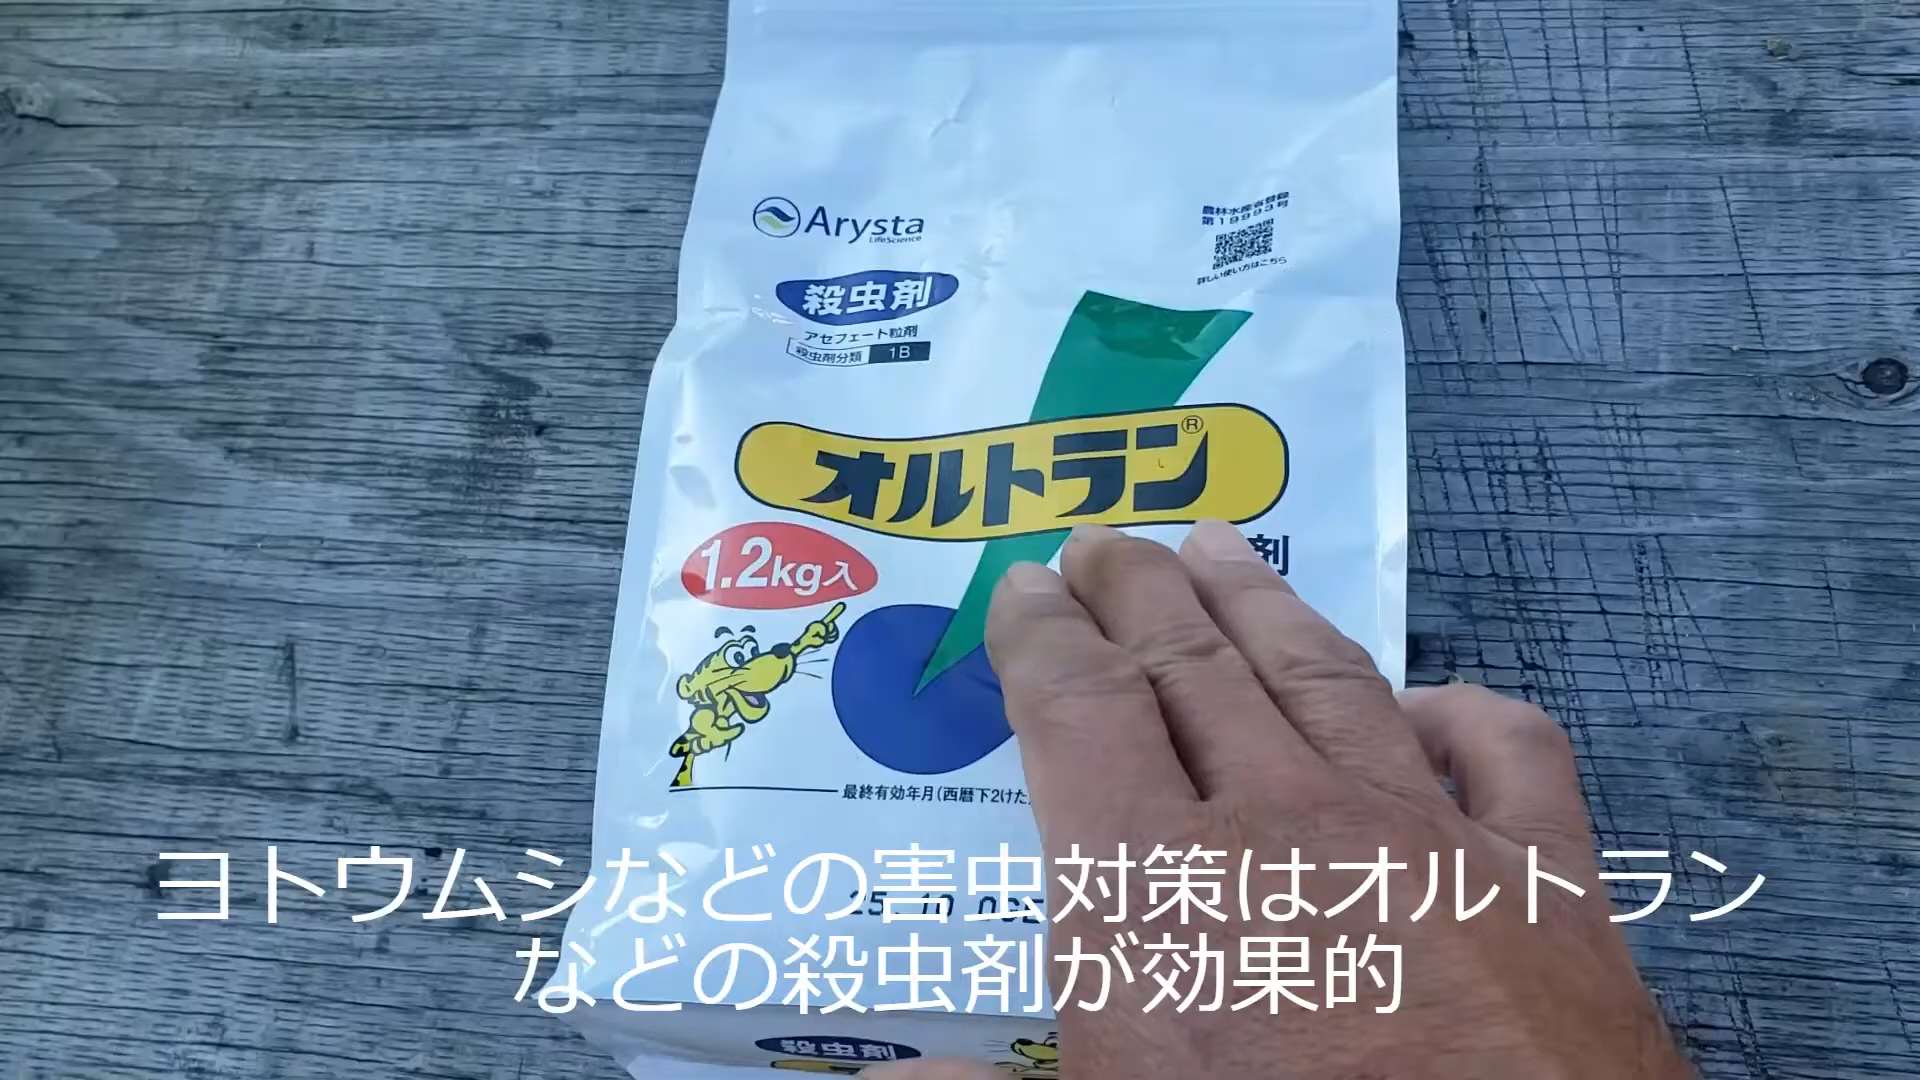 Arysta
LifeScience
農林水産省登録
第19993号
詳しい使い方はこちら
殺虫剤
アセフェート粒剤
殺虫剤分類 1B
オルトラン®
剤
1.2kg入
最終有効年月(西暦下2けた
25.10
ヨトウムシなどの害虫対策はオルトラン
などの殺虫剤が効果的
殺虫剤